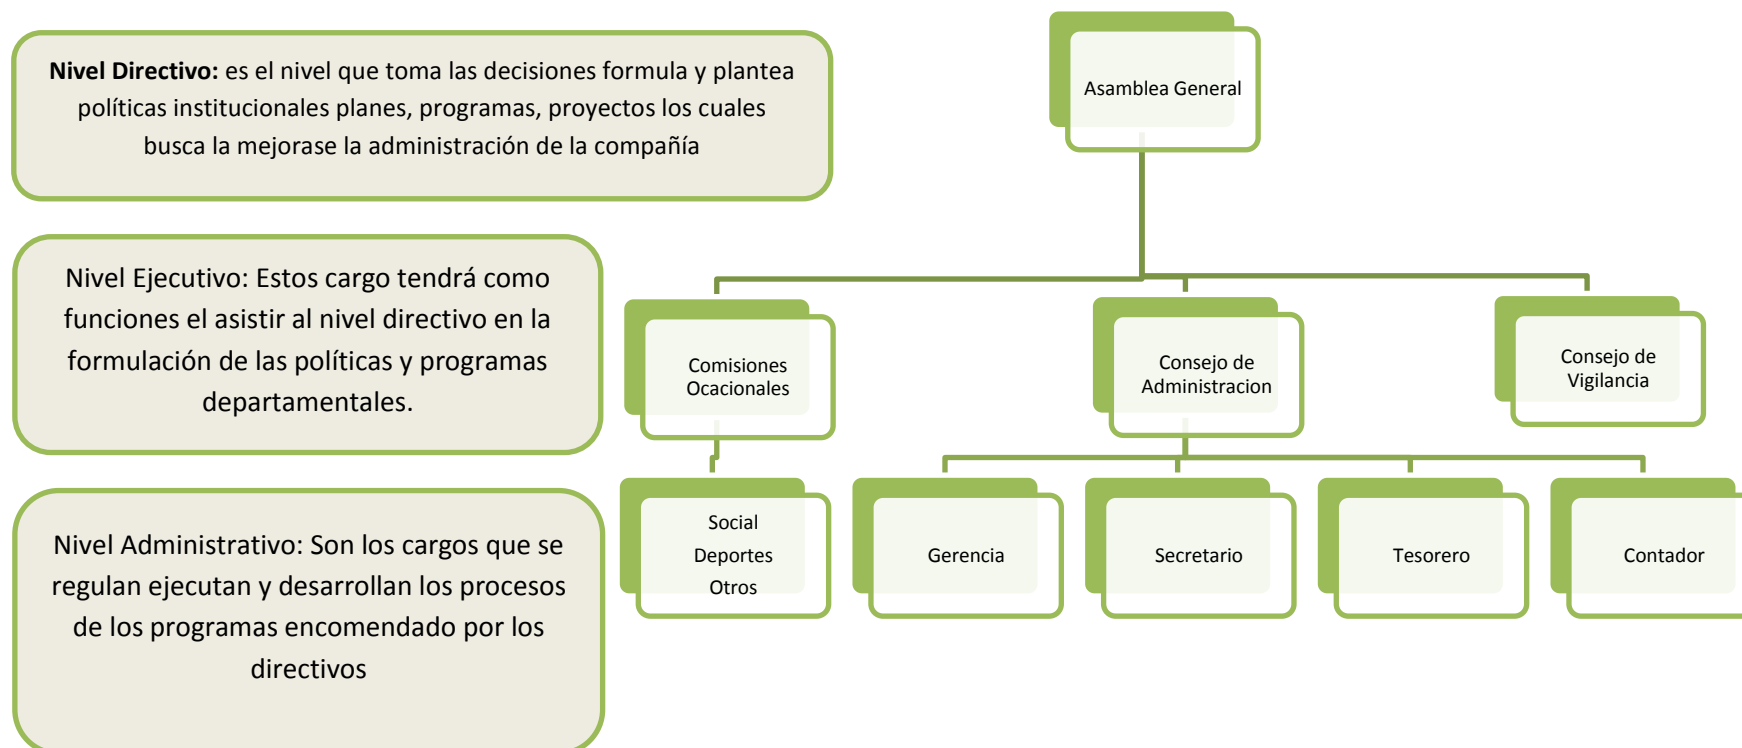 Nivel Directivo: es el nivel que toma las decisiones formula y plantea
políticas institucionales planes, programas, proyectos los cuales
busca la mejorase la administración de la compañía
Nivel Ejecutivo: Estos cargo tendrá como
funciones el asistir al nivel directivo en la
formulación de las políticas y programas
departamentales.
Nivel Administrativo: Son los cargos que se
regulan ejecutan y desarrollan los procesos
de los programas encomendado por los
directivos
Asamblea General
Comisiones
Ocacionales
Consejo de
Administracion
Consejo de
Vigilancia
Social
Deportes
Otros
Gerencia
Secretario
Tesorero
Contador